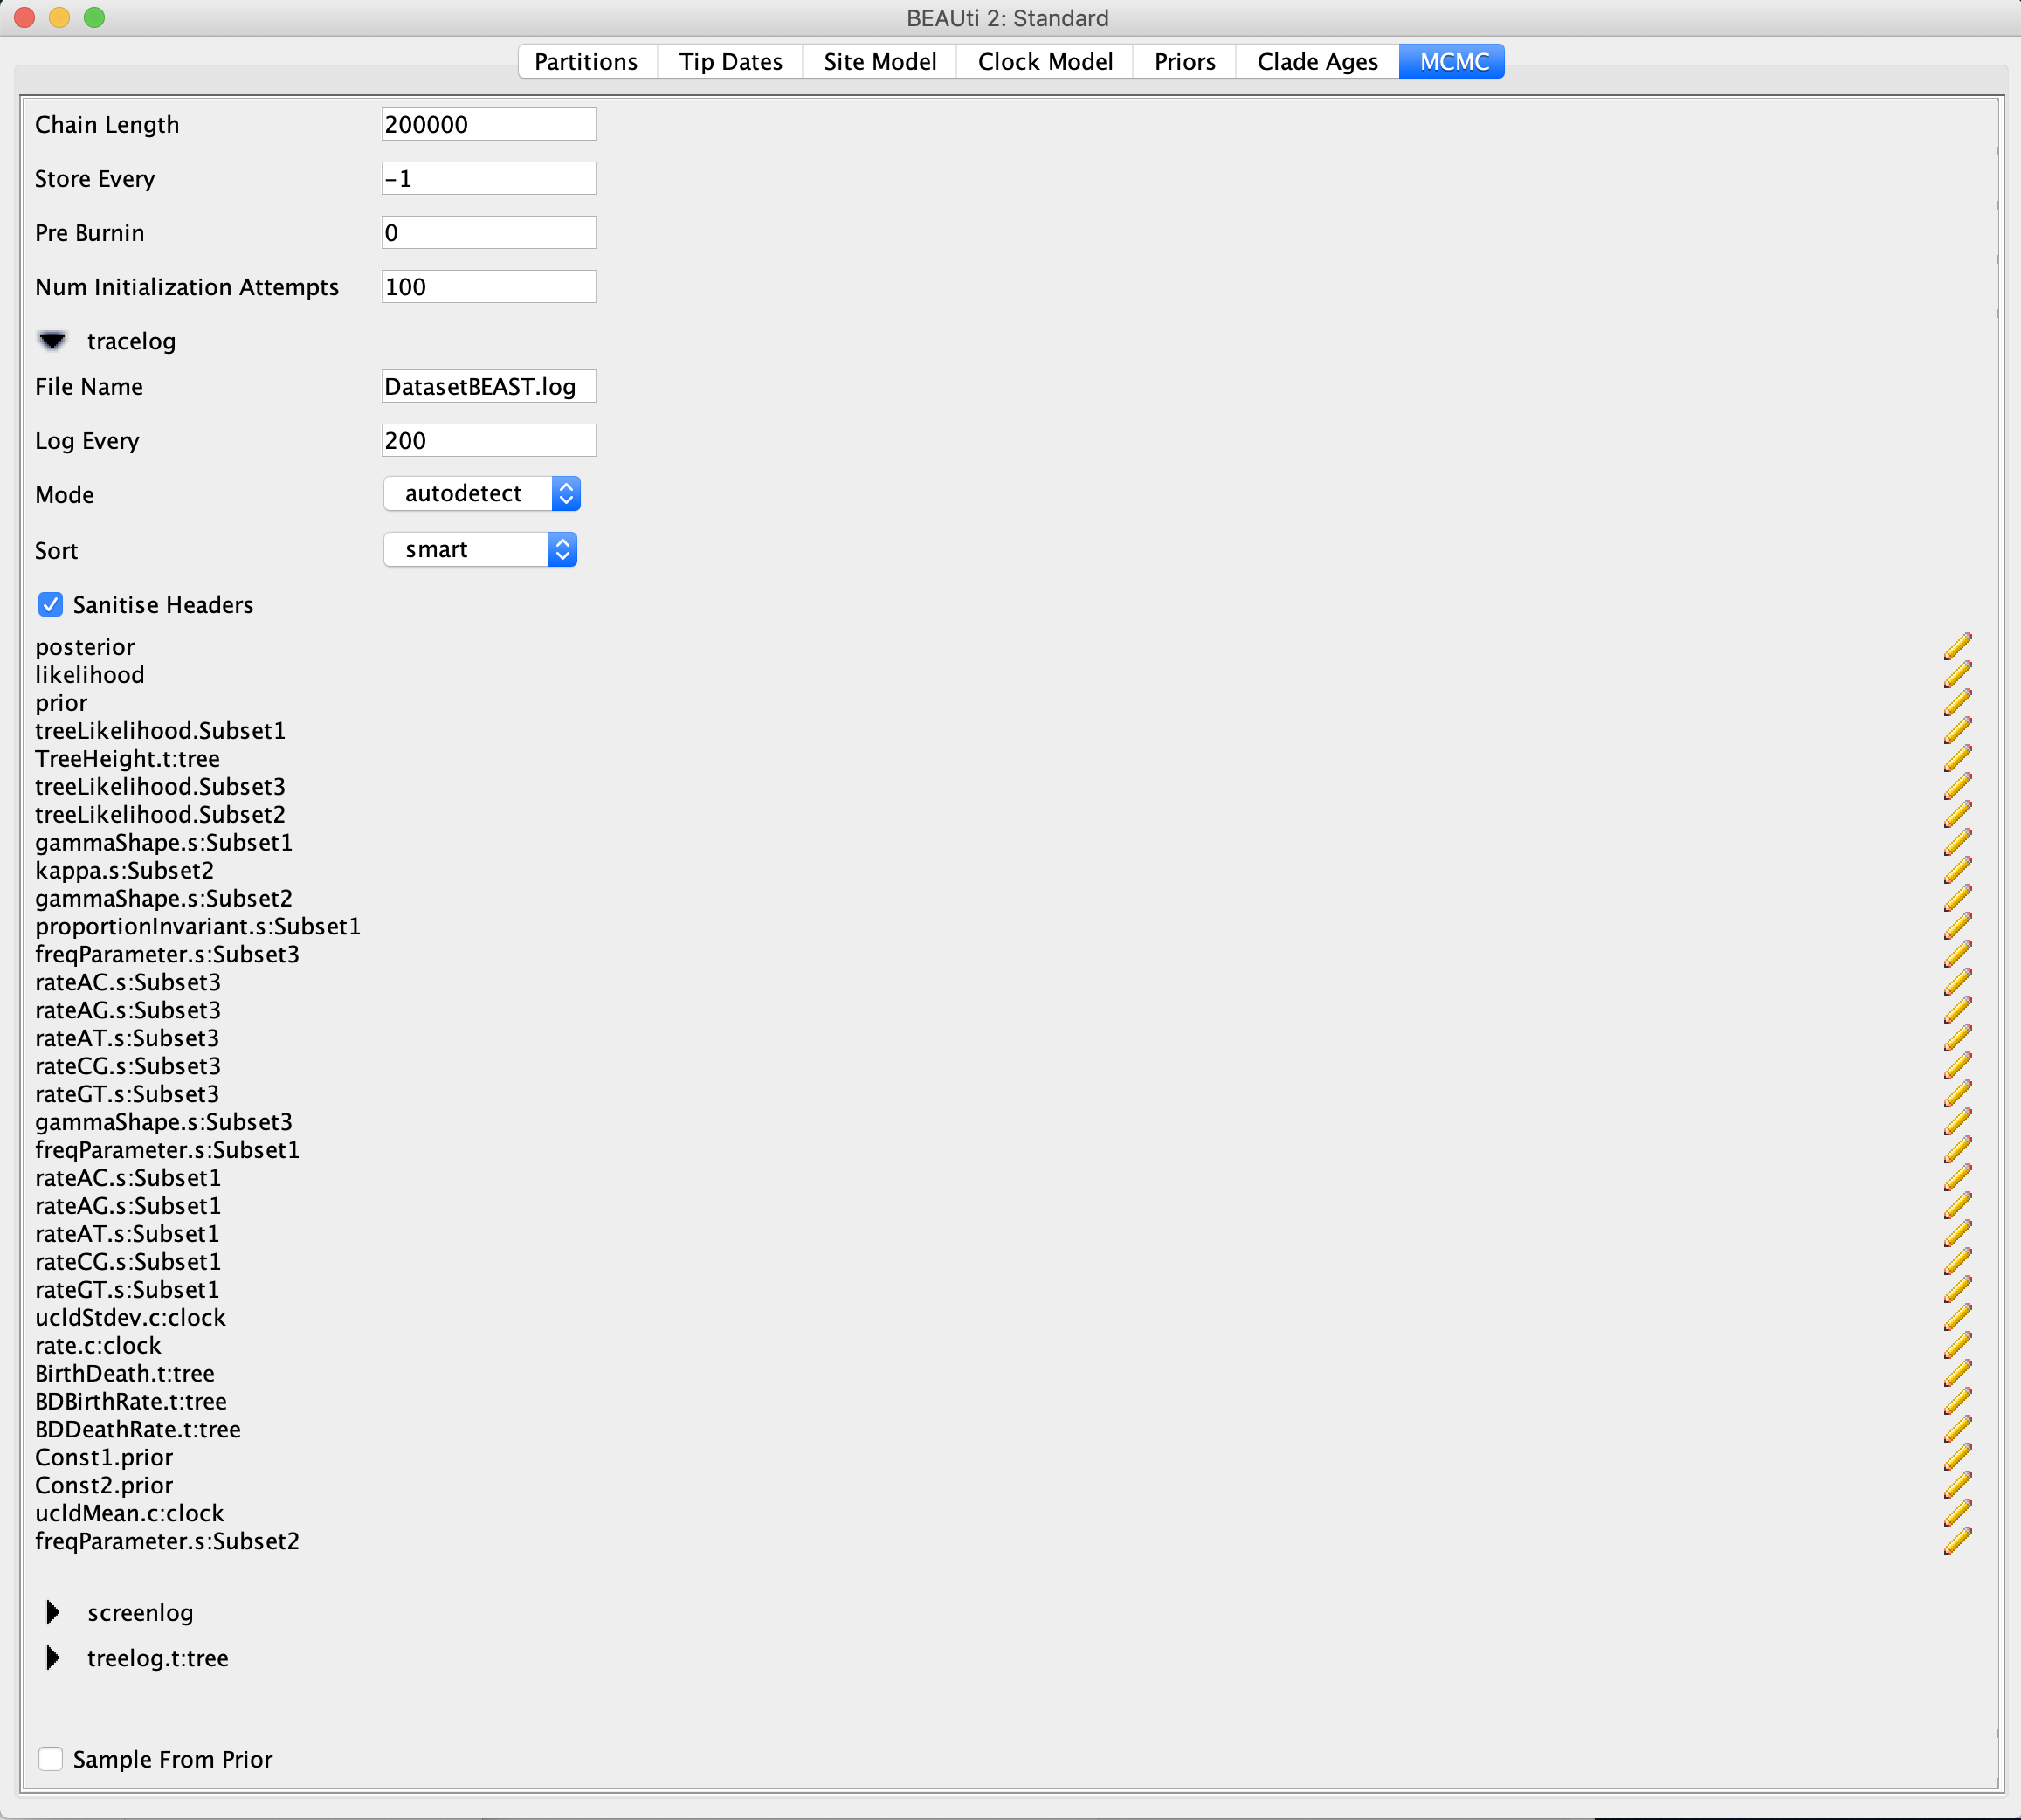 BEAUti 2: Standard
Partitions Tip Dates Site Model Clock Model Priors Clade Ages MCMC
Chain Length 200000
Store Every -1
Pre Burnin 0
Num Initialization Attempts 100
tracelog
File Name DatasetBEAST.log
Log Every 200
Mode autodetect
Sort smart
Sanitise Headers
posterior
likelihood
prior
treeLikelihood.Subset1
TreeHeight.t:tree
treeLikelihood.Subset3
treeLikelihood.Subset2
gammaShape.s:Subset1
kappa.s:Subset2
gammaShape.s:Subset2
proportionInvariant.s:Subset1
freqParameter.s:Subset3
rateAC.s:Subset3
rateAG.s:Subset3
rateAT.s:Subset3
rateCG.s:Subset3
rateGT.s:Subset3
gammaShape.s:Subset3
freqParameter.s:Subset1
rateAC.s:Subset1
rateAG.s:Subset1
rateAT.s:Subset1
rateCG.s:Subset1
rateGT.s:Subset1
ucldStdev.c:clock
rate.c:clock
BirthDeath.t:tree
BDBirthRate.t:tree
BDDeathRate.t:tree
Const1.prior
Const2.prior
ucldMean.c:clock
freqParameter.s:Subset2
screenlog
treelog.t:tree
Sample From Prior